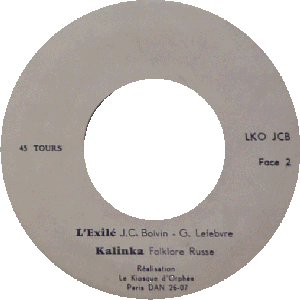 45 TOURS
LKO JCB
Face 2
L'Exilé J.C. Boivin - G. Lefebvre
Kalinka Folklore Russe
Réalisation
Le Kiosque d'Orphée
Paris DAN 26-07